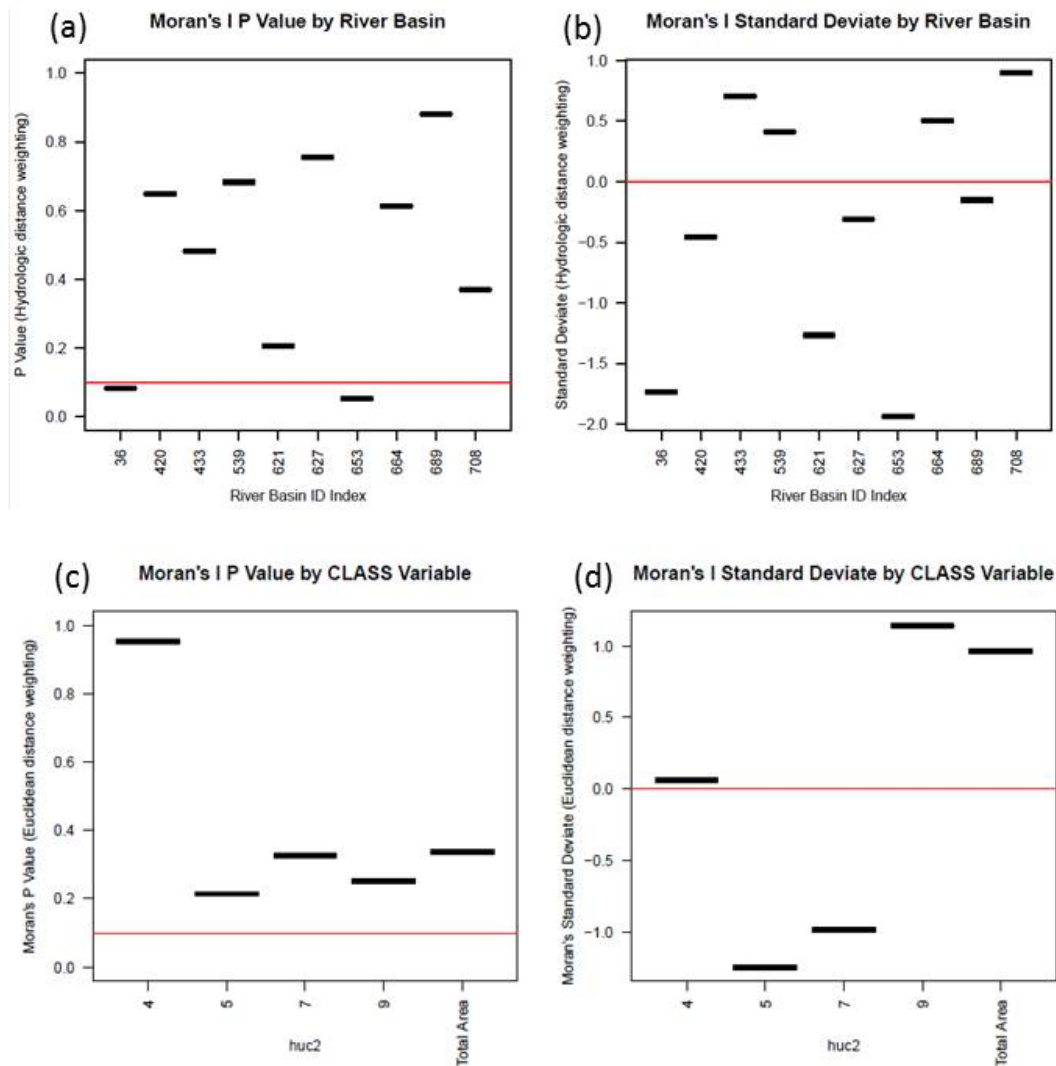 (a)
Moran's I P Value by River Basin
P Value (Hydrologic distance weighting)
1.0
0.8
0.6
0.4
0.2
0.0
36
420
433
539
621
627
653
664
689
708
River Basin ID Index
(b)
Moran's I Standard Deviate by River Basin
Standard Deviate (Hydrologic distance weighting)
1.0
0.5
0.0
−0.5
−1.0
−1.5
−2.0
36
420
433
539
621
627
653
664
689
708
River Basin ID Index
(c)
Moran's I P Value by CLASS Variable
Moran's P Value (Euclidean distance weighting)
1.0
0.8
0.6
0.4
0.2
0.0
4
5
7
9
Total Area
huc2
(d)
Moran's I Standard Deviate by CLASS Variable
Moran's Standard Deviate (Euclidean distance weighting)
1.0
0.5
0.0
−0.5
−1.0
4
5
7
9
Total Area
huc2